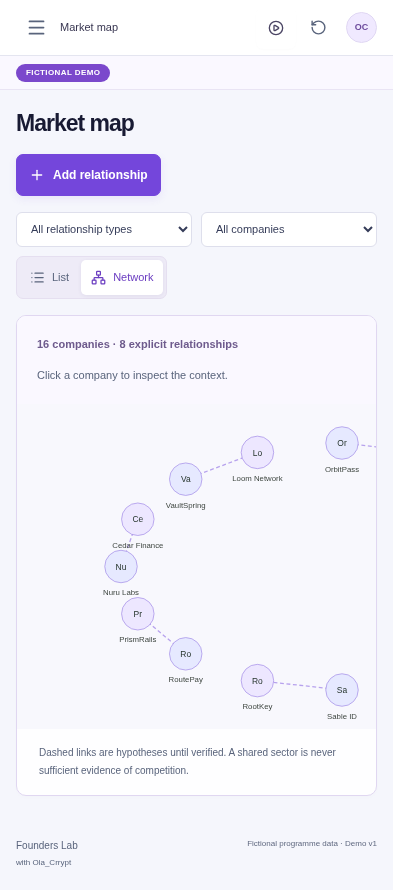 Market map
OC
FICTIONAL DEMO
Market map
Add relationship
All relationship types
All companies
List
Network
16 companies · 8 explicit relationships
Click a company to inspect the context.
Or
OrbitPass
Lo
Loom Network
Va
VaultSpring
Ce
Cedar Finance
Nu
Nuru Labs
Pr
PrismRails
Ro
RoutePay
Ro
RootKey
Sa
Sable ID
Dashed links are hypotheses until verified. A shared sector is never
sufficient evidence of competition.
Founders Lab
with Ola_Crrypt
Fictional programme data · Demo v1